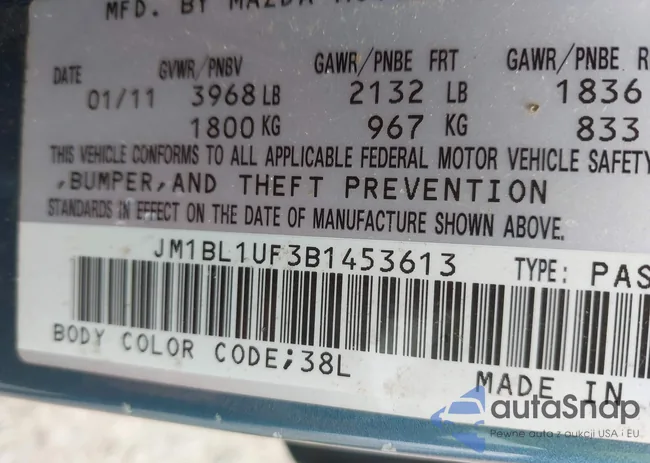 MFD. BY MAZDA
DATE GVWR/PNBV GAWR/PNBE FRT GAWR/PNBE R
01/11 3968 LB 2132 LB 1836
1800 KG 967 KG 833
THIS VEHICLE CONFORMS TO ALL APPLICABLE FEDERAL MOTOR VEHICLE SAFETY
,BUMPER,AND THEFT PREVENTION
STANDARDS IN EFFECT ON THE DATE OF MANUFACTURE SHOWN ABOVE.
JM1BL1UF3B1453613 TYPE: PAS
BODY COLOR CODE;38L
MADE IN
autaSnap
Pewne auta z aukcji USA i EU